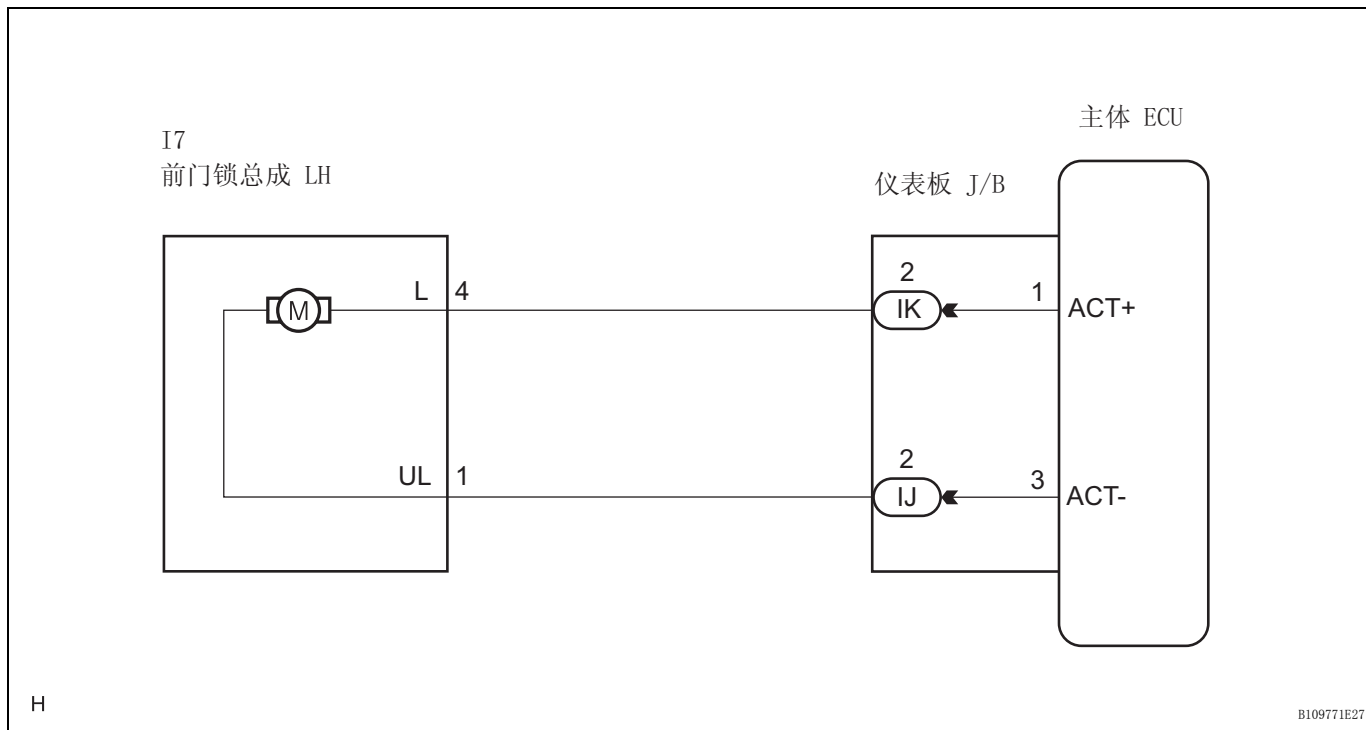 主体 ECU
I7
前门锁总成 LH
仪表板 J/B
M
L 4
2
IK
1 ACT+
UL 1
2
IJ
3 ACT-
H
B109771E27